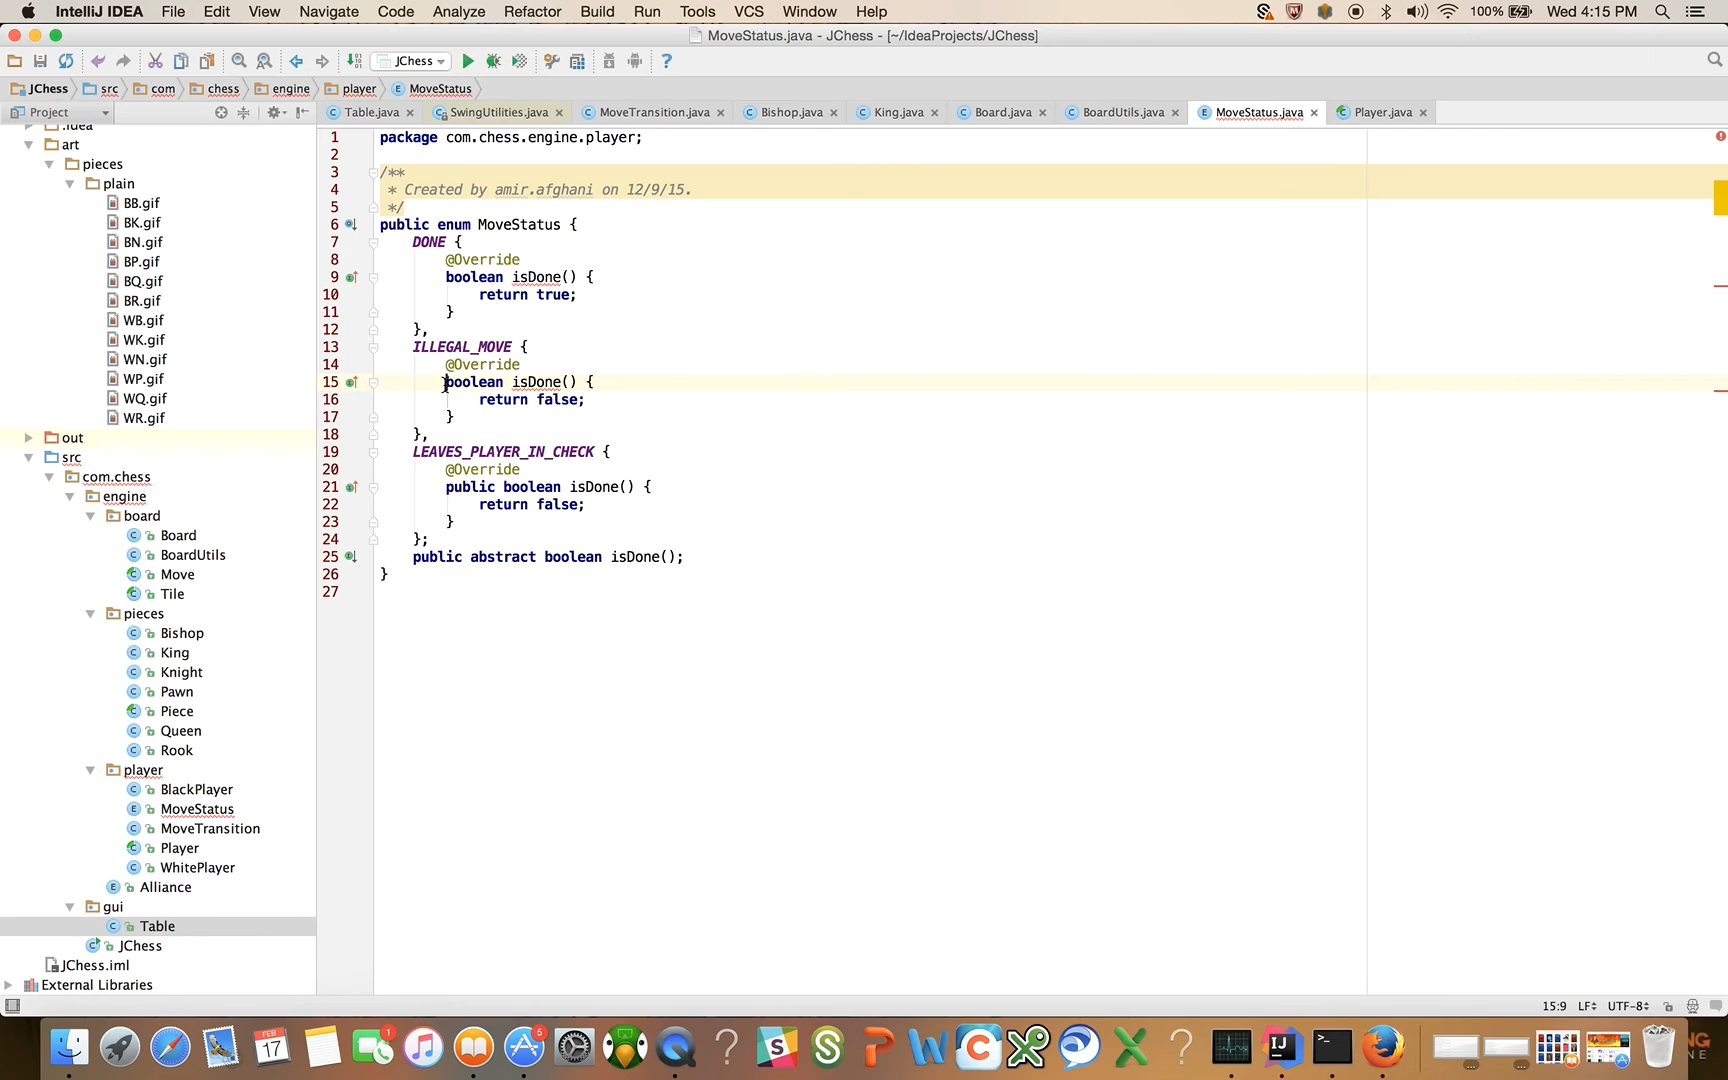 IntelliJ IDEA File Edit View Navigate Code Analyze Refactor Build Run Tools VCS Window Help 100% Wed 4:15 PM
MoveStatus.java - JChess - [~/IdeaProjects/JChess]
JChess
JChess src com chess engine player MoveStatus
Project Table.java SwingUtilities.java MoveTransition.java Bishop.java King.java Board.java BoardUtils.java MoveStatus.java Player.java
.idea
art
pieces
plain
BB.gif
BK.gif
BN.gif
BP.gif
BQ.gif
BR.gif
WB.gif
WK.gif
WN.gif
WP.gif
WQ.gif
WR.gif
out
src
com.chess
engine
board
Board
BoardUtils
Move
Tile
pieces
Bishop
King
Knight
Pawn
Piece
Queen
Rook
player
BlackPlayer
MoveStatus
MoveTransition
Player
WhitePlayer
Alliance
gui
Table
JChess
JChess.iml
External Libraries
1 package com.chess.engine.player;
2
3 /**
4 * Created by amir.afghani on 12/9/15.
5 */
6 public enum MoveStatus {
7 DONE {
8 @Override
9 boolean isDone() {
10 return true;
11 }
12 },
13 ILLEGAL_MOVE {
14 @Override
15 boolean isDone() {
16 return false;
17 }
18 },
19 LEAVES_PLAYER_IN_CHECK {
20 @Override
21 public boolean isDone() {
22 return false;
23 }
24 };
25 public abstract boolean isDone();
26 }
27
15:9 LF UTF-8
FEB
17
1
5
IJ